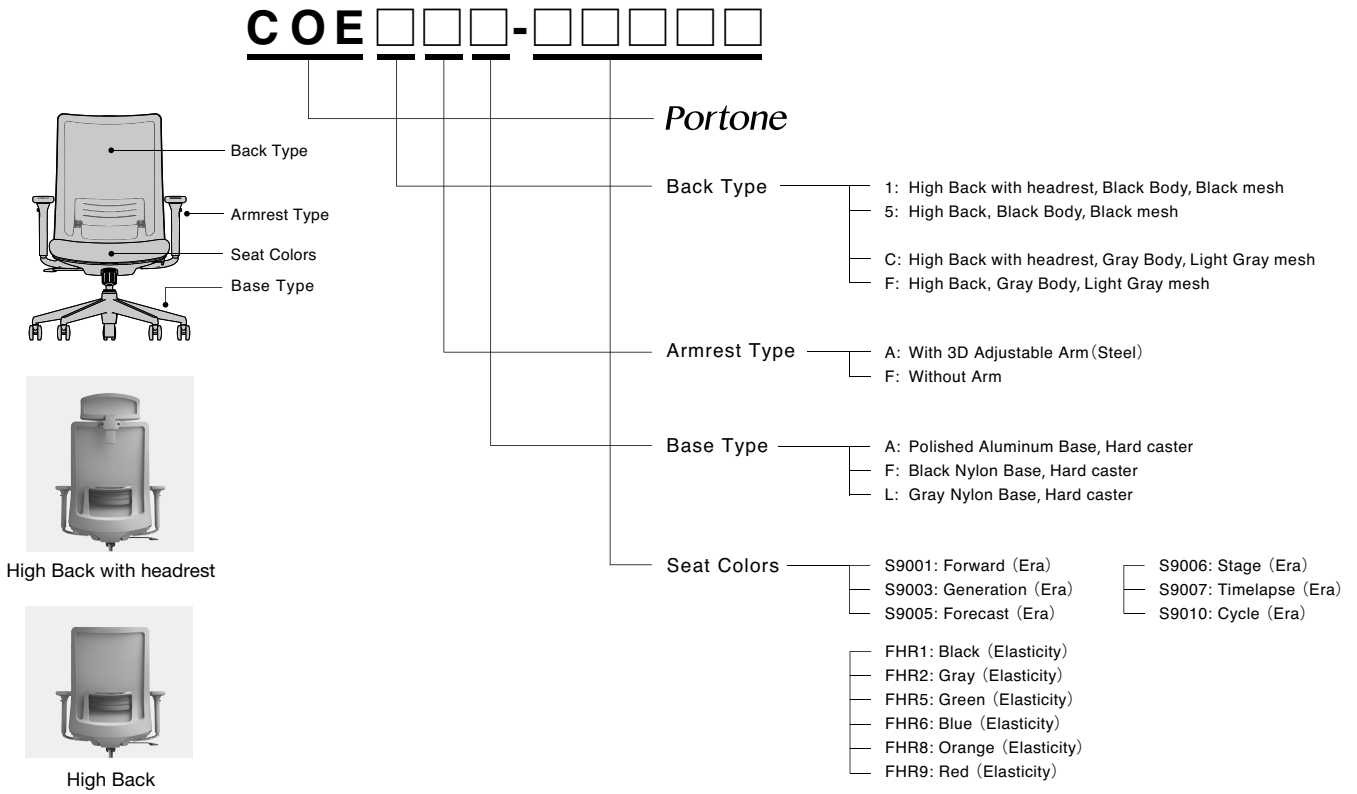 COE□□□-□□□□□
Portone
Back Type
Armrest Type
Seat Colors
Base Type
Back Type
1: High Back with headrest, Black Body, Black mesh
5: High Back, Black Body, Black mesh
C: High Back with headrest, Gray Body, Light Gray mesh
F: High Back, Gray Body, Light Gray mesh
Armrest Type
A: With 3D Adjustable Arm (Steel)
F: Without Arm
Base Type
A: Polished Aluminum Base, Hard caster
F: Black Nylon Base, Hard caster
L: Gray Nylon Base, Hard caster
Seat Colors
S9001: Forward (Era)
S9003: Generation (Era)
S9005: Forecast (Era)
S9006: Stage (Era)
S9007: Timelapse (Era)
S9010: Cycle (Era)
FHR1: Black (Elasticity)
FHR2: Gray (Elasticity)
FHR5: Green (Elasticity)
FHR6: Blue (Elasticity)
FHR8: Orange (Elasticity)
FHR9: Red (Elasticity)
High Back with headrest
High Back